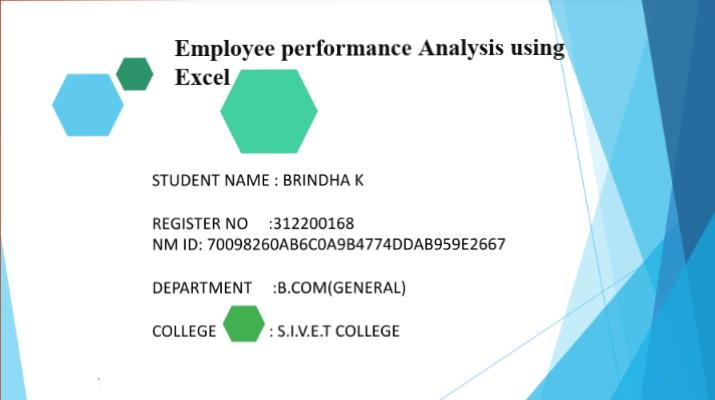 Employee performance Analysis using
Excel
STUDENT NAME : BRINDHA K
REGISTER NO :312200168
NM ID: 70098260AB6C0A9B4774DDAB959E2667
DEPARTMENT :B.COM(GENERAL)
COLLEGE : S.I.V.E.T COLLEGE